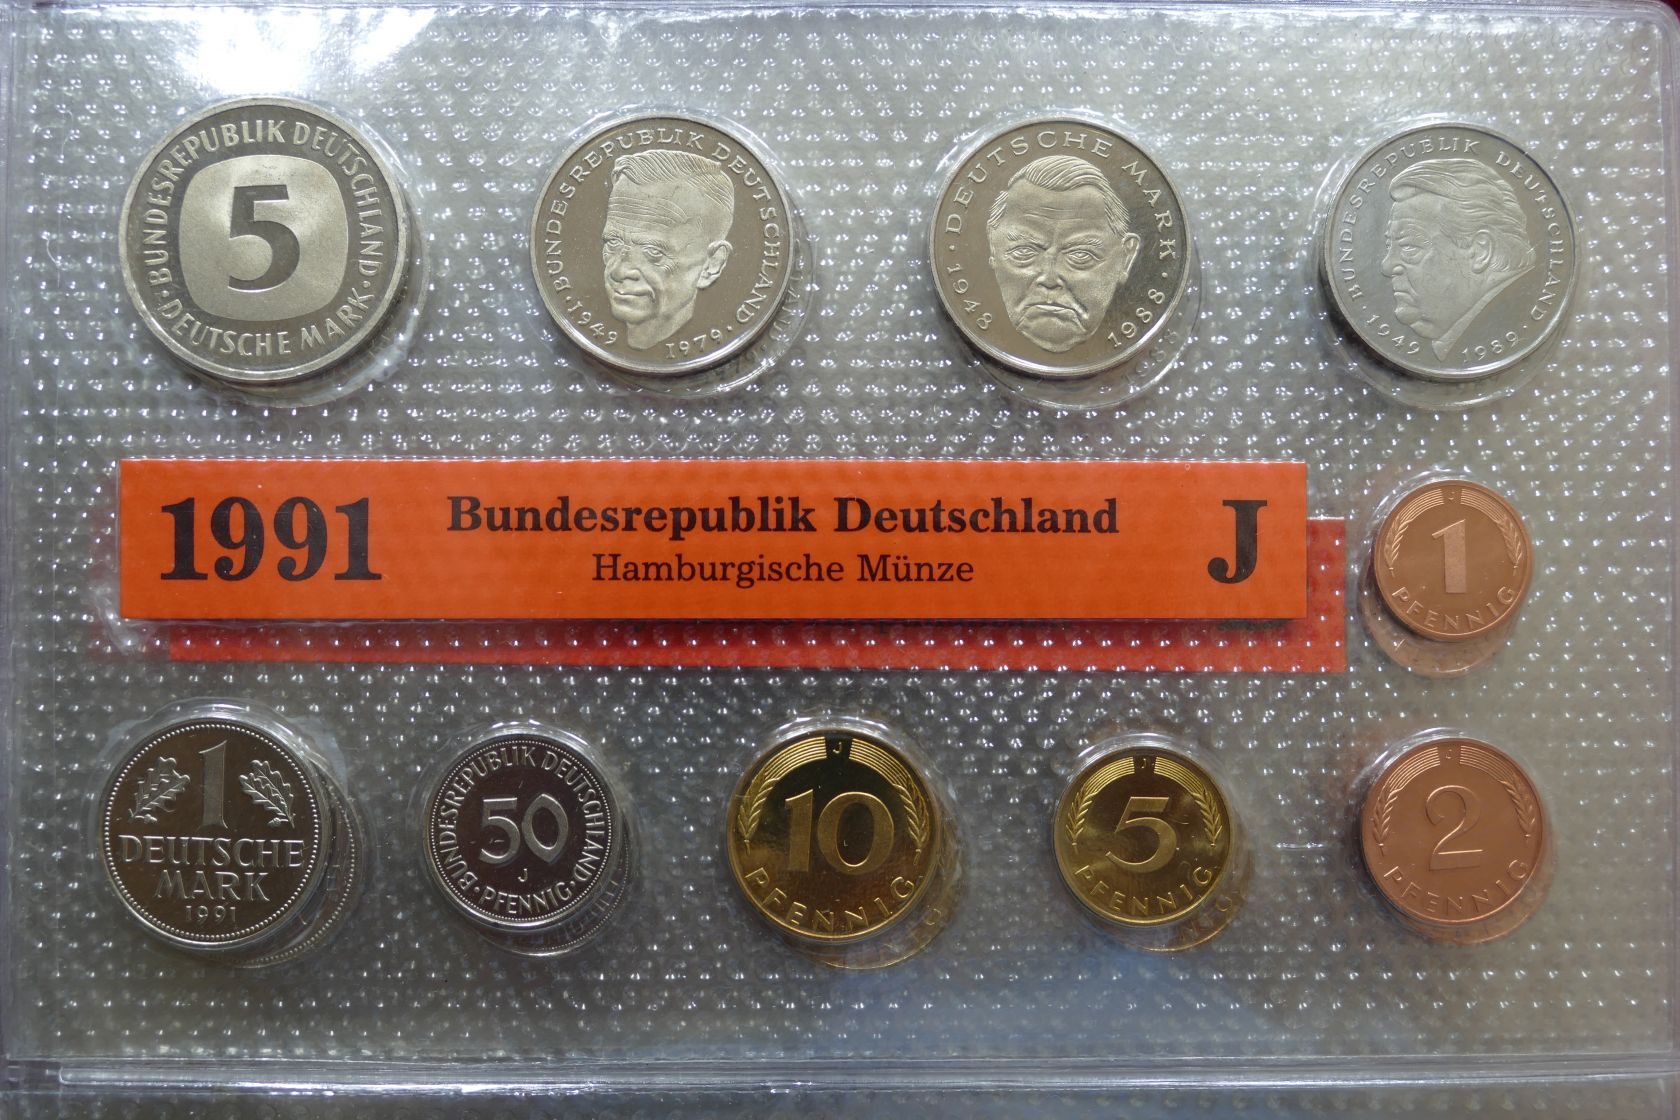 BUNDESREPUBLIK DEUTSCHLAND
5
DEUTSCHE MARK
BUNDESREPUBLIK DEUTSCHLAND
1949 1979
DEUTSCHE MARK
1948 1988
BUNDESREPUBLIK DEUTSCHLAND
1949 1989
1991 Bundesrepublik Deutschland J
Hamburgische Münze
J
1
PFENNIG
1
DEUTSCHE
MARK
1991
BUNDESREPUBLIK DEUTSCHLAND
50
J
PFENNIG
J
10
PFENNIG
J
5
PFENNIG
J
2
PFENNIG